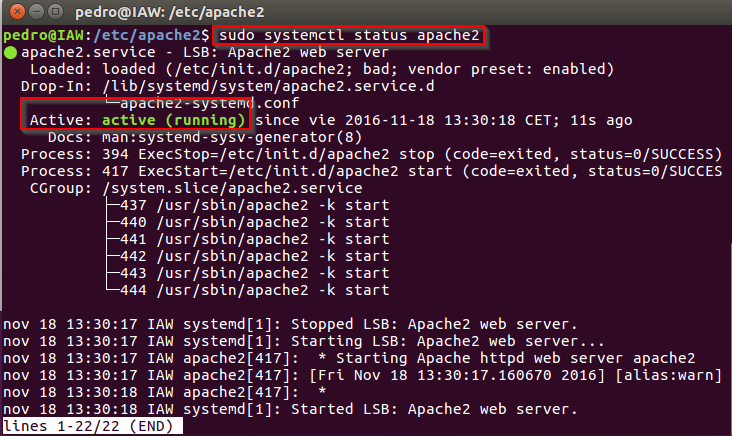 pedro@IAW: /etc/apache2
pedro@IAW:/etc/apache2$ sudo systemctl status apache2
● apache2.service - LSB: Apache2 web server
Loaded: loaded (/etc/init.d/apache2; bad; vendor preset: enabled)
Drop-In: /lib/systemd/system/apache2.service.d
└─apache2-systemd.conf
Active: active (running) since vie 2016-11-18 13:30:18 CET; 11s ago
Docs: man:systemd-sysv-generator(8)
Process: 394 ExecStop=/etc/init.d/apache2 stop (code=exited, status=0/SUCCESS)
Process: 417 ExecStart=/etc/init.d/apache2 start (code=exited, status=0/SUCCES
CGroup: /system.slice/apache2.service
├─437 /usr/sbin/apache2 -k start
├─440 /usr/sbin/apache2 -k start
├─441 /usr/sbin/apache2 -k start
├─442 /usr/sbin/apache2 -k start
├─443 /usr/sbin/apache2 -k start
└─444 /usr/sbin/apache2 -k start
nov 18 13:30:17 IAW systemd[1]: Stopped LSB: Apache2 web server.
nov 18 13:30:17 IAW systemd[1]: Starting LSB: Apache2 web server...
nov 18 13:30:17 IAW apache2[417]:  * Starting Apache httpd web server apache2
nov 18 13:30:17 IAW apache2[417]: [Fri Nov 18 13:30:17.160670 2016] [alias:warn]
nov 18 13:30:18 IAW apache2[417]:  *
nov 18 13:30:18 IAW systemd[1]: Started LSB: Apache2 web server.
lines 1-22/22 (END)